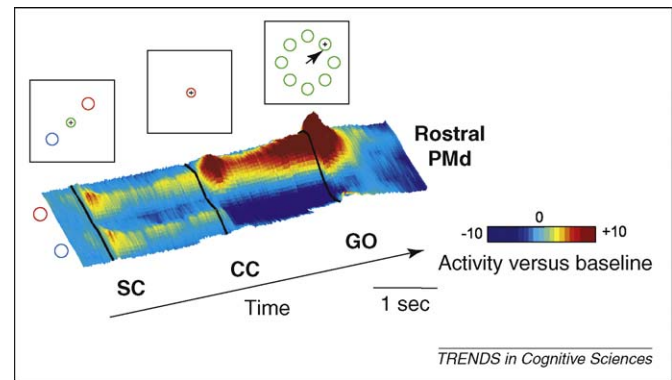 Rostral
PMd
-10
0
+10
Activity versus baseline
SC
CC
GO
Time
1 sec
TRENDS in Cognitive Sciences